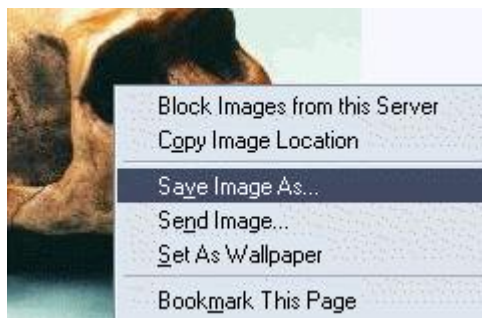 Block Images from this Server
Copy Image Location
Save Image As...
Send Image...
Set As Wallpaper
Bookmark This Page